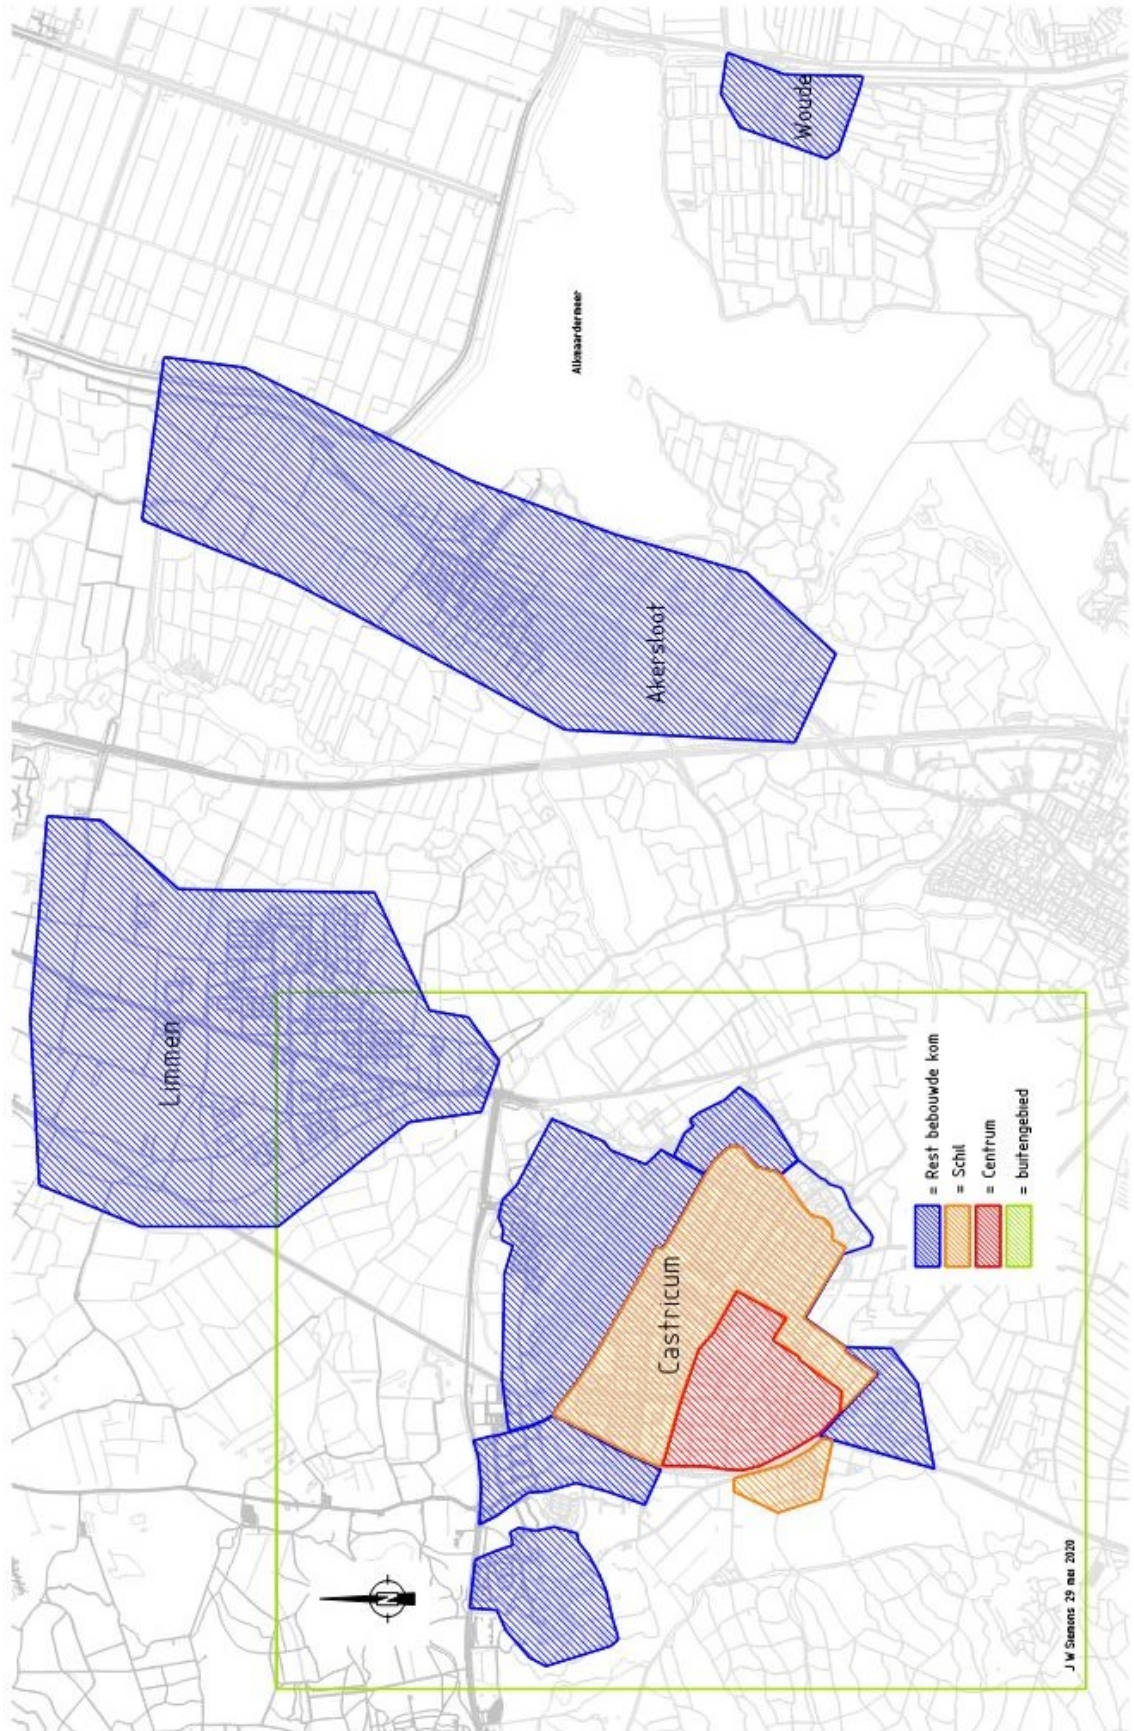 Woude
Alkmaardermeer
Akersloot
Limmen
Castricum
= Rest bebouwde kom
= Schil
= Centrum
= buitengebied
N
J W Siemons 29 mei 2020